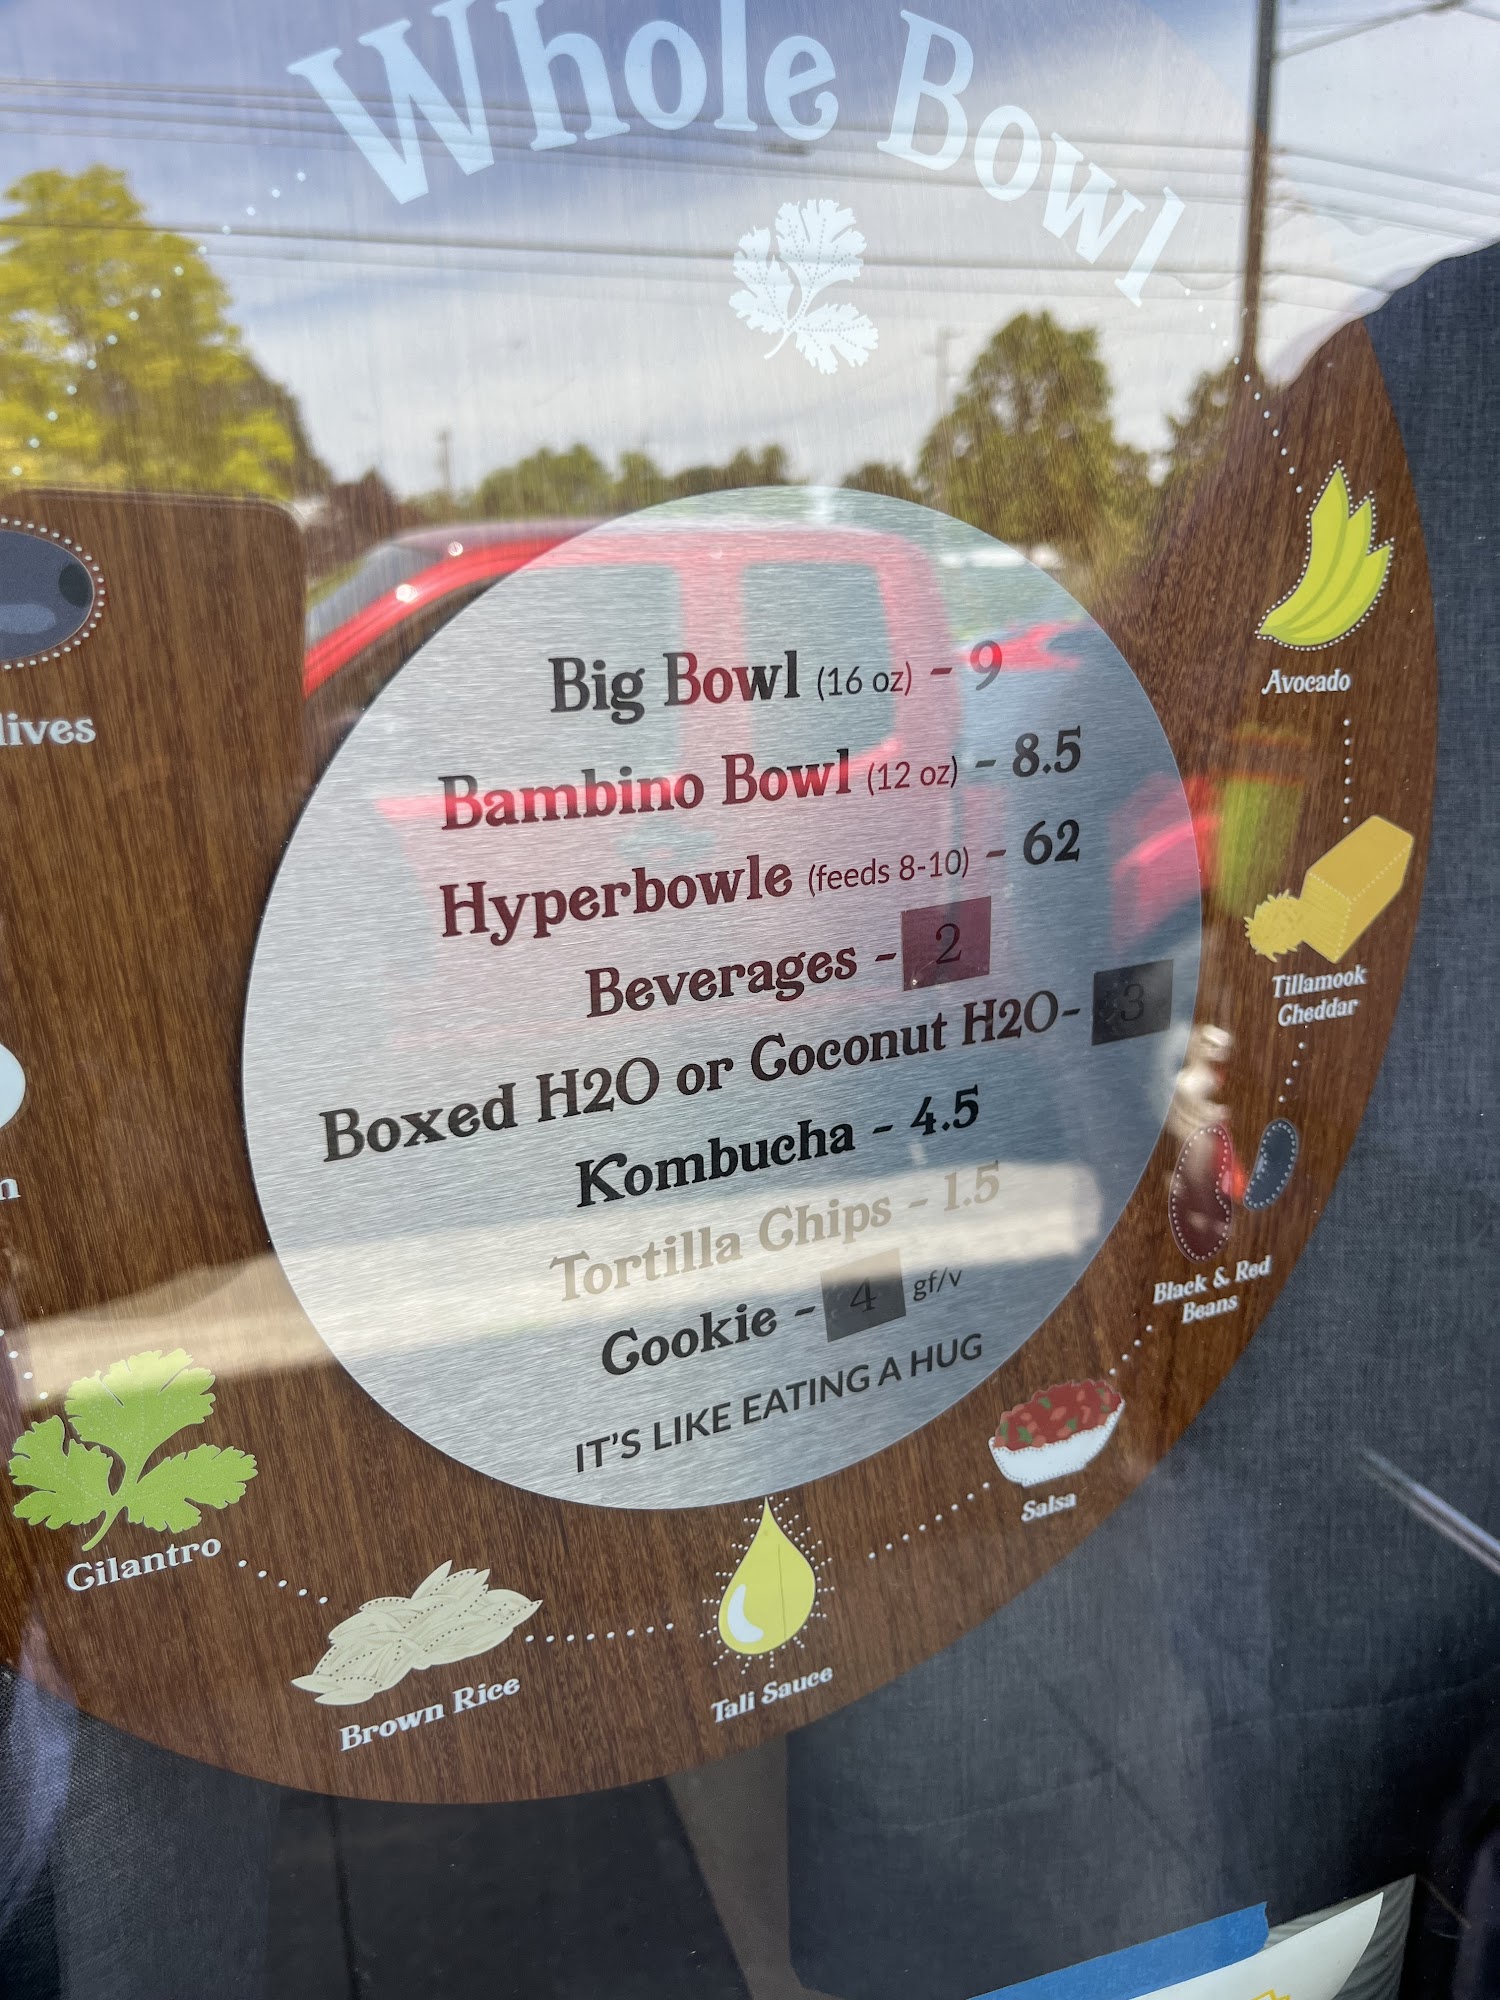 Whole Bowl
Big Bowl (16 oz) - 9
Bambino Bowl (12 oz) - 8.5
Hyperbowle (feeds 8-10) - 62
Beverages - 2
Boxed H2O or Coconut H2O- 3
Kombucha - 4.5
Tortilla Chips - 1.5
Cookie - 4 gf/v
IT'S LIKE EATING A HUG
Avocado
Tillamook
Cheddar
Black & Red
Beans
Salsa
Tali Sauce
Brown Rice
Cilantro
lives